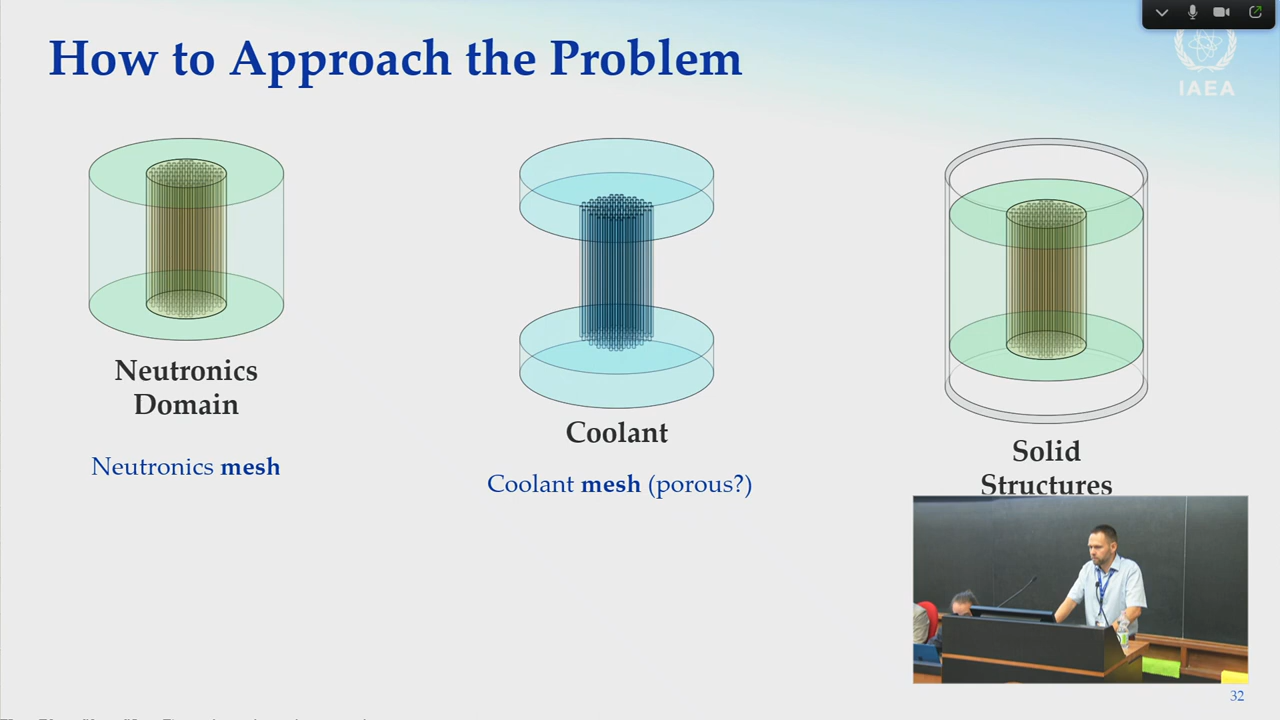 How to Approach the Problem
IAEA
Neutronics
Domain
Neutronics mesh
Coolant
Coolant mesh (porous?)
Solid
Structures
32